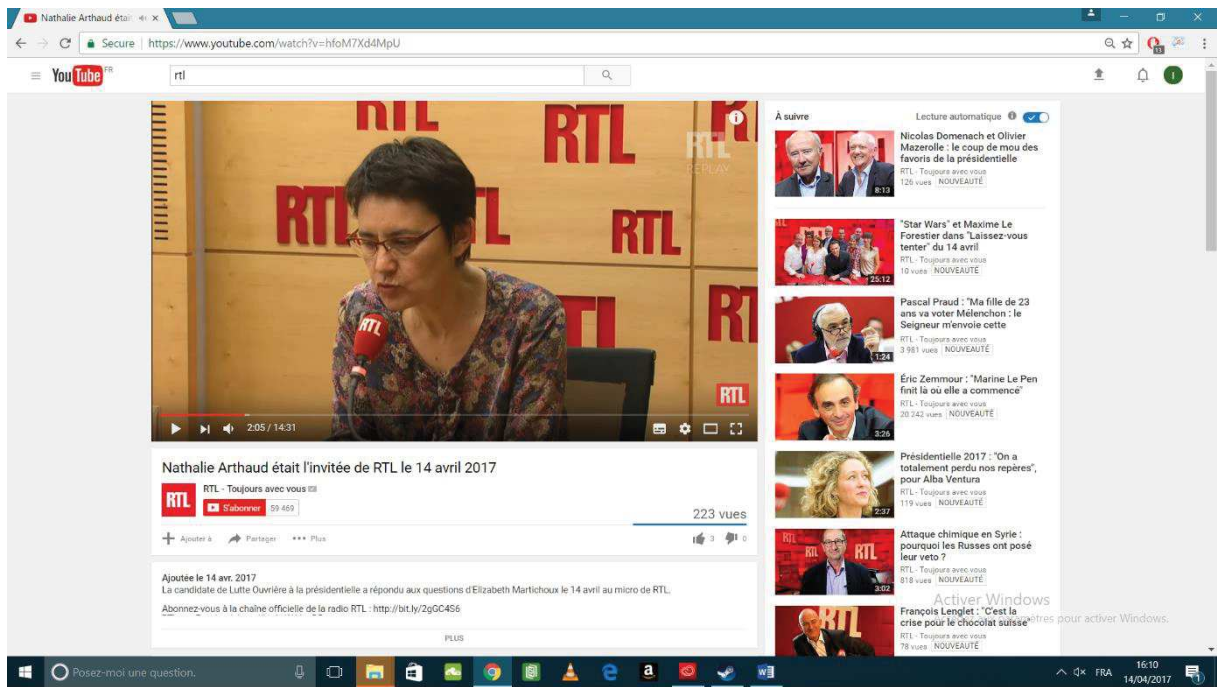 Nathalie Arthaud étai
Secure | https://www.youtube.com/watch?v=hfoM7Xd4MpU
13
YouTube FR
rtl
I
RTL
RTL
RTL
RTL
REPLAY
RTL
RTL
RTL
RTL
RTL
2:05 / 14:31
Nathalie Arthaud était l'invitée de RTL le 14 avril 2017
RTL
RTL - Toujours avec vous
S'abonner 59 469
223 vues
Ajouter à Partager Plus
3 0
Ajoutée le 14 avr. 2017
La candidate de Lutte Ouvrière à la présidentielle a répondu aux questions d'Elizabeth Martichoux le 14 avril au micro de RTL.
Abonnez-vous à la chaîne officielle de la radio RTL : http://bit.ly/2gGC4S6
PLUS
À suivre
Lecture automatique
Nicolas Domenach et Olivier
Mazerolle : le coup de mou des
favoris de la présidentielle
RTL - Toujours avec vous
126 vues NOUVEAUTÉ
8:13
"Star Wars" et Maxime Le
Forestier dans "Laissez-vous
tenter" du 14 avril
RTL - Toujours avec vous
10 vues NOUVEAUTÉ
25:12
Pascal Praud : "Ma fille de 23
ans va voter Mélenchon : le
Seigneur m'envoie cette
RTL - Toujours avec vous
3 981 vues NOUVEAUTÉ
1:24
Éric Zemmour : "Marine Le Pen
finit là où elle a commencé"
RTL - Toujours avec vous
20 242 vues NOUVEAUTÉ
3:26
Présidentielle 2017 : "On a
totalement perdu nos repères",
pour Alba Ventura
RTL - Toujours avec vous
119 vues NOUVEAUTÉ
2:37
Attaque chimique en Syrie :
pourquoi les Russes ont posé
leur veto ?
RTL - Toujours avec vous
818 vues NOUVEAUTÉ
3:02
François Lenglet : "C'est la
crise pour le chocolat suisse"
RTL - Toujours avec vous
78 vues NOUVEAUTÉ
Activer Windows
paramètres pour activer Windows.
Posez-moi une question.
FRA
16:10
14/04/2017